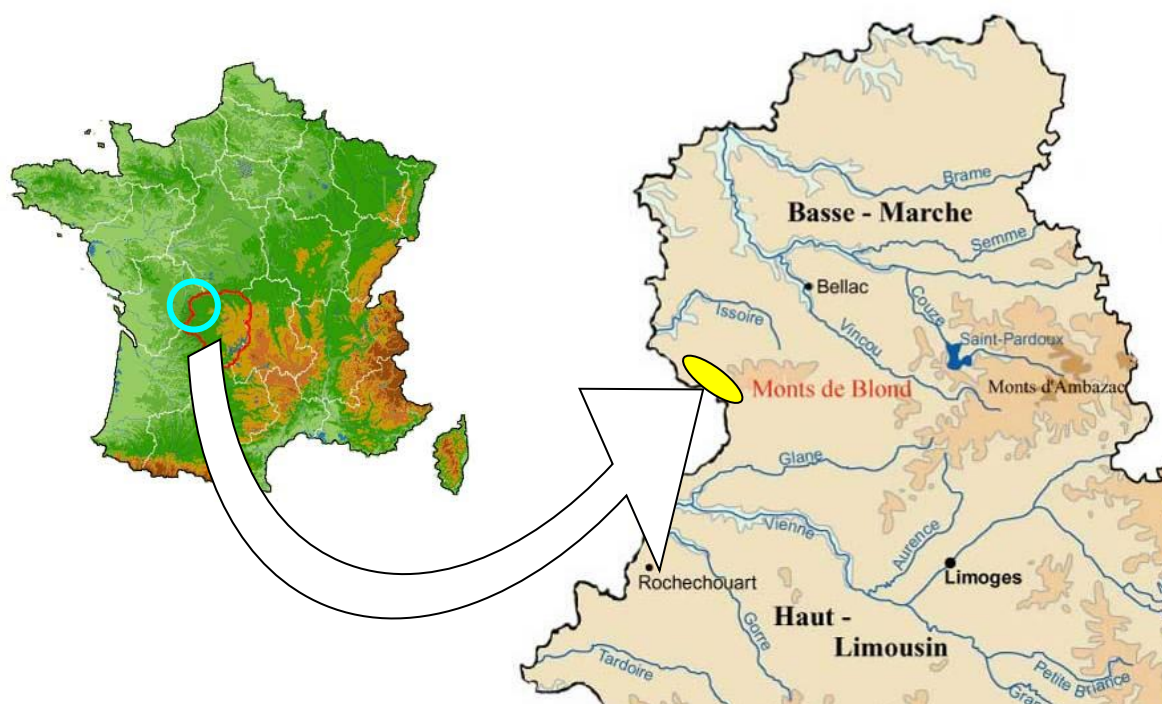 Brame
Basse - Marche
Semme
Bellac
Couze
Issoire
Vincou
Saint-Pardoux
Monts de Blond
Monts d'Ambazac
Glane
Vienne
Aurence
Rochechouart
Limoges
Haut -
Limousin
Gorre
Tardoire
Petite Briance